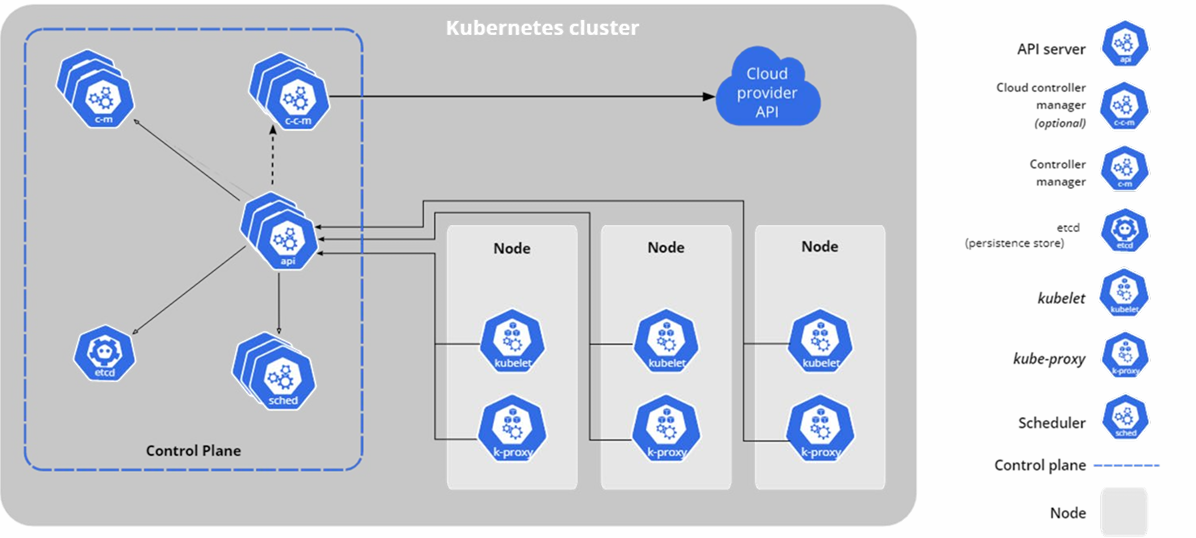 Kubernetes cluster
c-m
c-c-m
Cloud
provider
API
api
etcd
sched
Control Plane
Node
kubelet
k-proxy
Node
kubelet
k-proxy
Node
kubelet
k-proxy
API server
api
Cloud controller
manager
(optional)
c-c-m
Controller
manager
c-m
etcd
(persistence store)
etcd
kubelet
kubelet
kube-proxy
k-proxy
Scheduler
sched
Control plane
Node